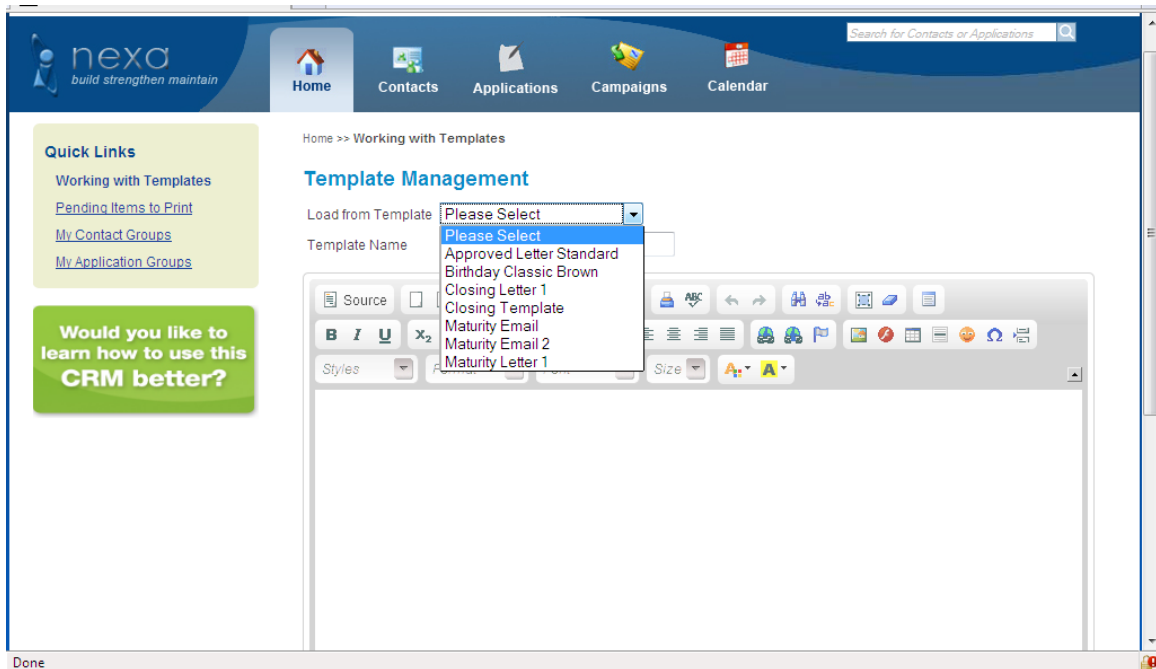 nexa
build strengthen maintain
Home
Contacts
Applications
Campaigns
Calendar
Search for Contacts or Applications
Quick Links
Working with Templates
Pending Items to Print
My Contact Groups
My Application Groups
Would you like to
learn how to use this
CRM better?
Home >> Working with Templates
Template Management
Load from Template Please Select
Template Name
Please Select
Approved Letter Standard
Birthday Classic Brown
Closing Letter 1
Closing Template
Maturity Email
Maturity Email 2
Maturity Letter 1
Source
ABC
B I U X₂
Styles
Size
A A
Done